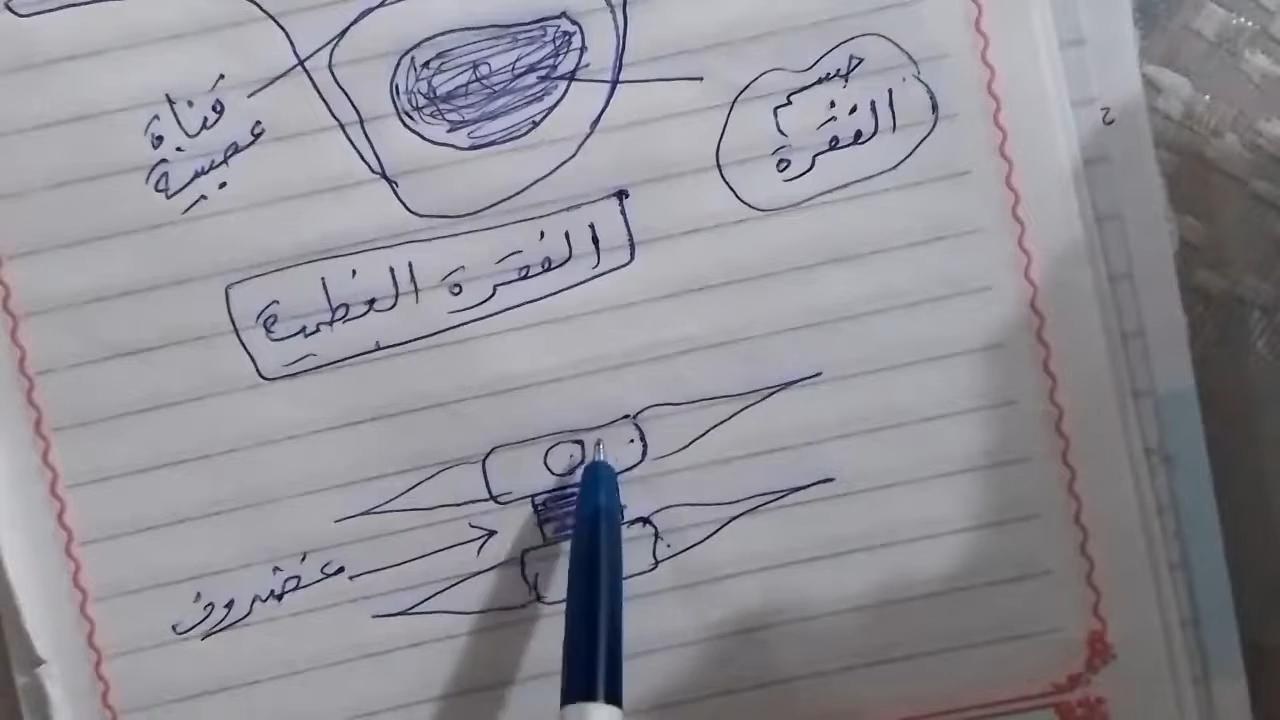 قناة
عصبية
جسم
الفقرة
الفقرة العظمية
غضروف